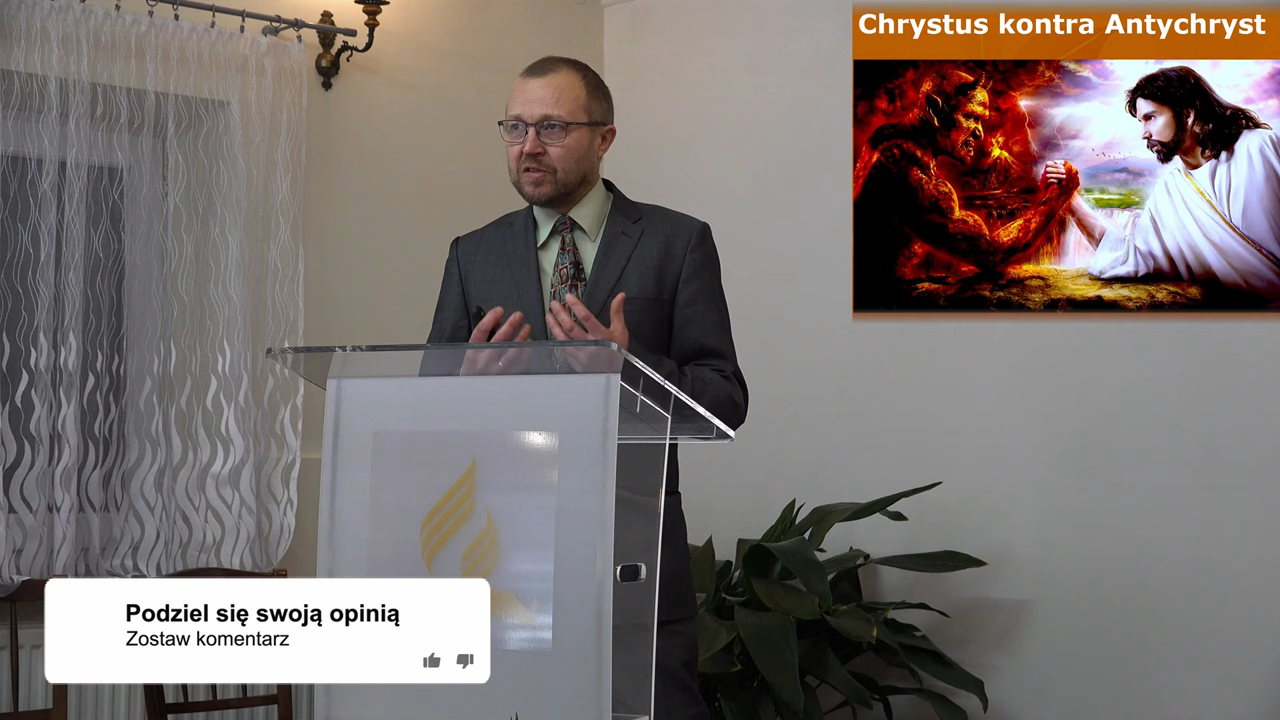 Chrystus kontra Antychryst
Podziel się swoją opinią
Zostaw komentarz